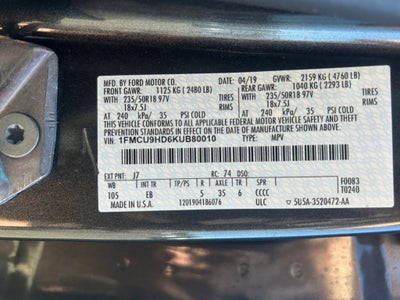 MFD. BY FORD MOTOR CO.
DATE: 04/19 GVWR: 2159 KG ( 4760 LB)
FRONT GAWR: 1125 KG ( 2480 LB) REAR GAWR: 1040 KG ( 2293 LB)
WITH 235/50R18 97V TIRES WITH 235/50R18 97V TIRES
18x7.5J RIMS 18x7.5J RIMS
AT 240 kPa/ 35 PSI COLD AT 240 kPa/ 35 PSI COLD
THIS VEHICLE CONFORMS TO ALL APPLICABLE FEDERAL MOTOR
VEHICLE SAFETY, BUMPER, AND THEFT PREVENTION STANDARDS IN
EFFECT ON THE DATE OF MANUFACTURE SHOWN ABOVE.
VIN: 1FMCU9HD6KUB80010 TYPE: MPV
EXT PNT: J7 RC: 74 DSO:
WB INT TR TP/PS R AXLE TR SPR F0083
105 EB 5 35 6 CCCC T0240
1201904186076 ULC 5U5A-3520472-AA